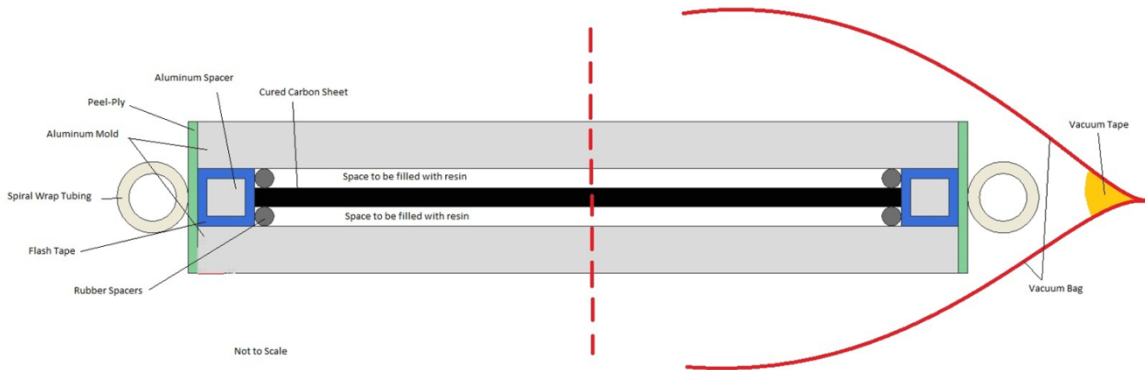 Aluminum Spacer
Cured Carbon Sheet
Peel-Ply
Aluminum Mold
Vacuum Tape
Space to be filled with resin
Spiral Wrap Tubing
Space to be filled with resin
Flash Tape
Rubber Spacers
Vacuum Bag
Not to Scale